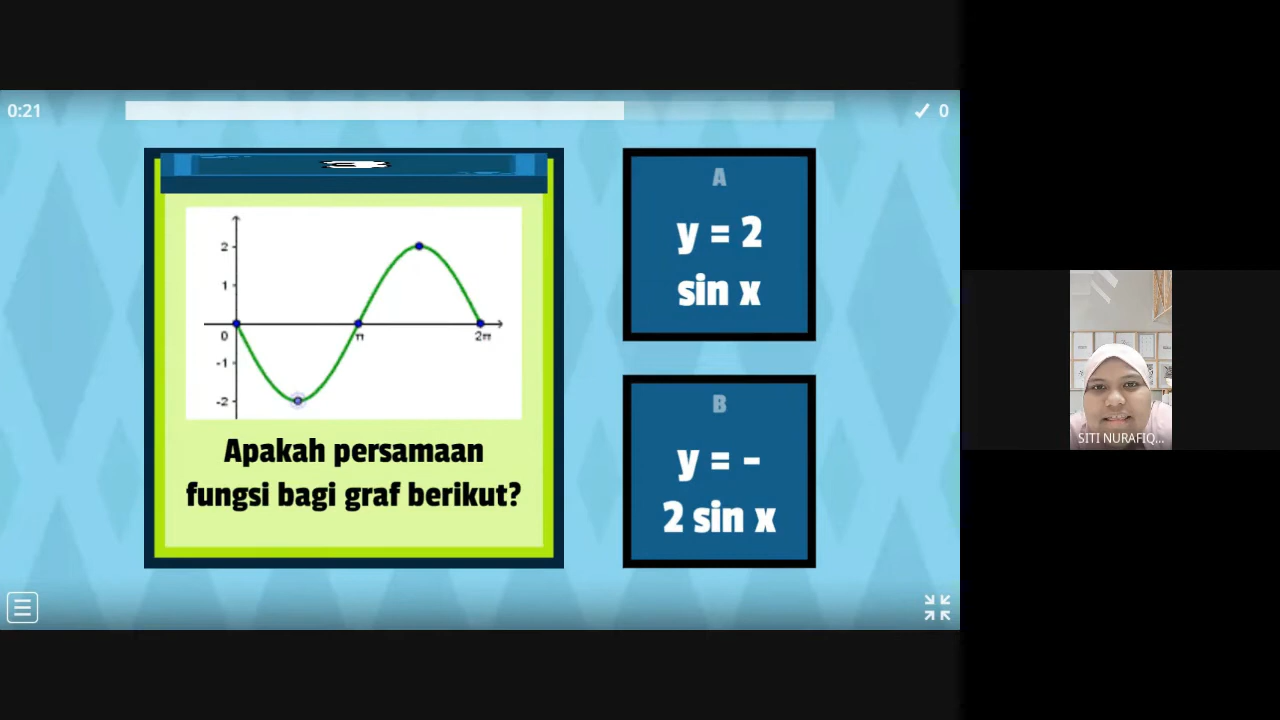 0:21
0
2
1
0
π
2π
-1
-2
Apakah persamaan
fungsi bagi graf berikut?
A
y = 2
sin x
B
y = -
2 sin x
SITI NURAFIQ...